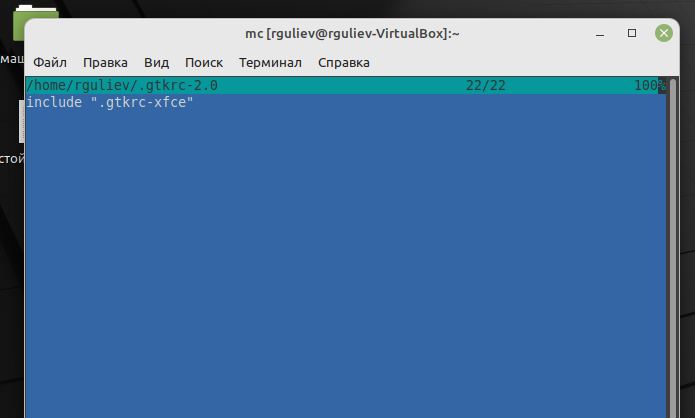 mc [rguliev@rguliev-VirtualBox]:~
Файл Правка Вид Поиск Терминал Справка
/home/rguliev/.gtkrc-2.0 22/22 100%
include ".gtkrc-xfce"